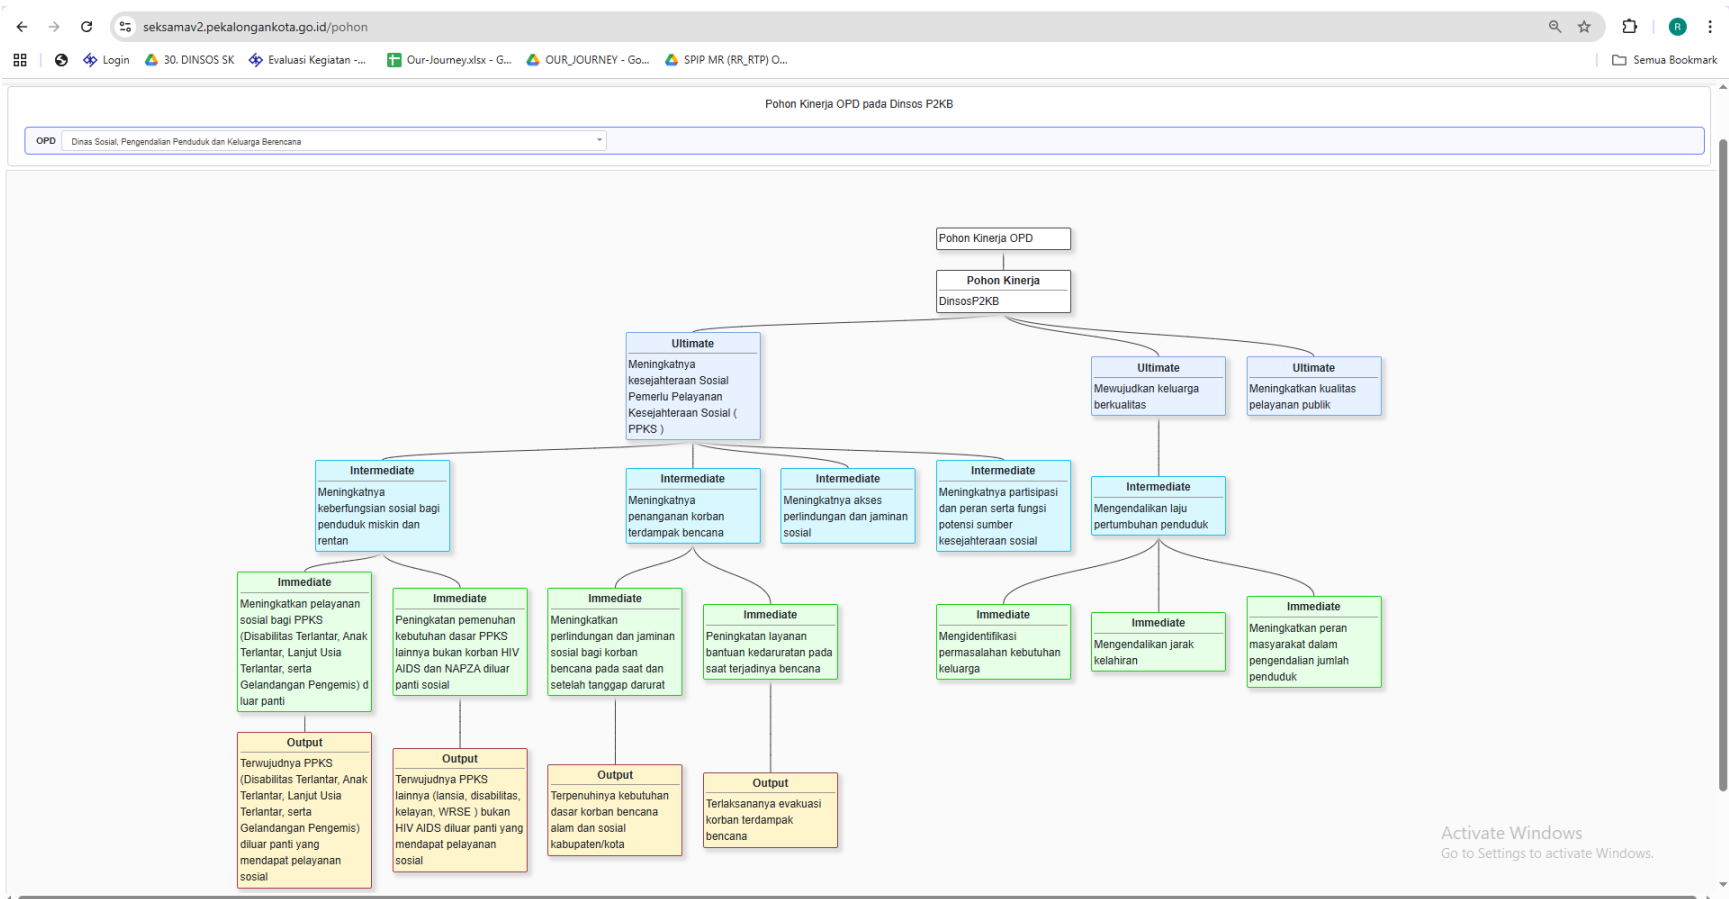 seksamav2.pekalongankota.go.id/pohon
R
Login
30. DINSOS SK
Evaluasi Kegiatan -...
Our-Journey.xlsx - G...
OUR_JOURNEY - Go...
SPIP MR (RR_RTP) O...
Semua Bookmark
Pohon Kinerja OPD pada Dinsos P2KB
OPD
Dinas Sosial, Pengendalian Penduduk dan Keluarga Berencana
Pohon Kinerja OPD
Pohon Kinerja
DinsosP2KB
Ultimate
Meningkatnya
kesejahteraan Sosial
Pemerlu Pelayanan
Kesejahteraan Sosial (
PPKS )
Ultimate
Mewujudkan keluarga
berkualitas
Ultimate
Meningkatkan kualitas
pelayanan publik
Intermediate
Meningkatnya
keberfungsian sosial bagi
penduduk miskin dan
rentan
Intermediate
Meningkatnya
penanganan korban
terdampak bencana
Intermediate
Meningkatnya akses
perlindungan dan jaminan
sosial
Intermediate
Meningkatnya partisipasi
dan peran serta fungsi
potensi sumber
kesejahteraan sosial
Intermediate
Mengendalikan laju
pertumbuhan penduduk
Immediate
Meningkatkan pelayanan
sosial bagi PPKS
(Disabilitas Terlantar, Anak
Terlantar, Lanjut Usia
Terlantar, serta
Gelandangan Pengemis) d
luar panti
Immediate
Peningkatan pemenuhan
kebutuhan dasar PPKS
lainnya bukan korban HIV
AIDS dan NAPZA diluar
panti sosial
Immediate
Meningkatkan
perlindungan dan jaminan
sosial bagi korban
bencana pada saat dan
setelah tanggap darurat
Immediate
Peningkatan layanan
bantuan kedaruratan pada
saat terjadinya bencana
Immediate
Mengidentifikasi
permasalahan kebutuhan
keluarga
Immediate
Mengendalikan jarak
kelahiran
Immediate
Meningkatkan peran
masyarakat dalam
pengendalian jumlah
penduduk
Output
Terwujudnya PPKS
(Disabilitas Terlantar, Anak
Terlantar, Lanjut Usia
Terlantar, serta
Gelandangan Pengemis)
diluar panti yang
mendapat pelayanan
sosial
Output
Terwujudnya PPKS
lainnya (lansia, disabilitas,
kelayan, WRSE ) bukan
HIV AIDS diluar panti yang
mendapat pelayanan
sosial
Output
Terpenuhinya kebutuhan
dasar korban bencana
alam dan sosial
kabupaten/kota
Output
Terlaksananya evakuasi
korban terdampak
bencana
Activate Windows
Go to Settings to activate Windows.